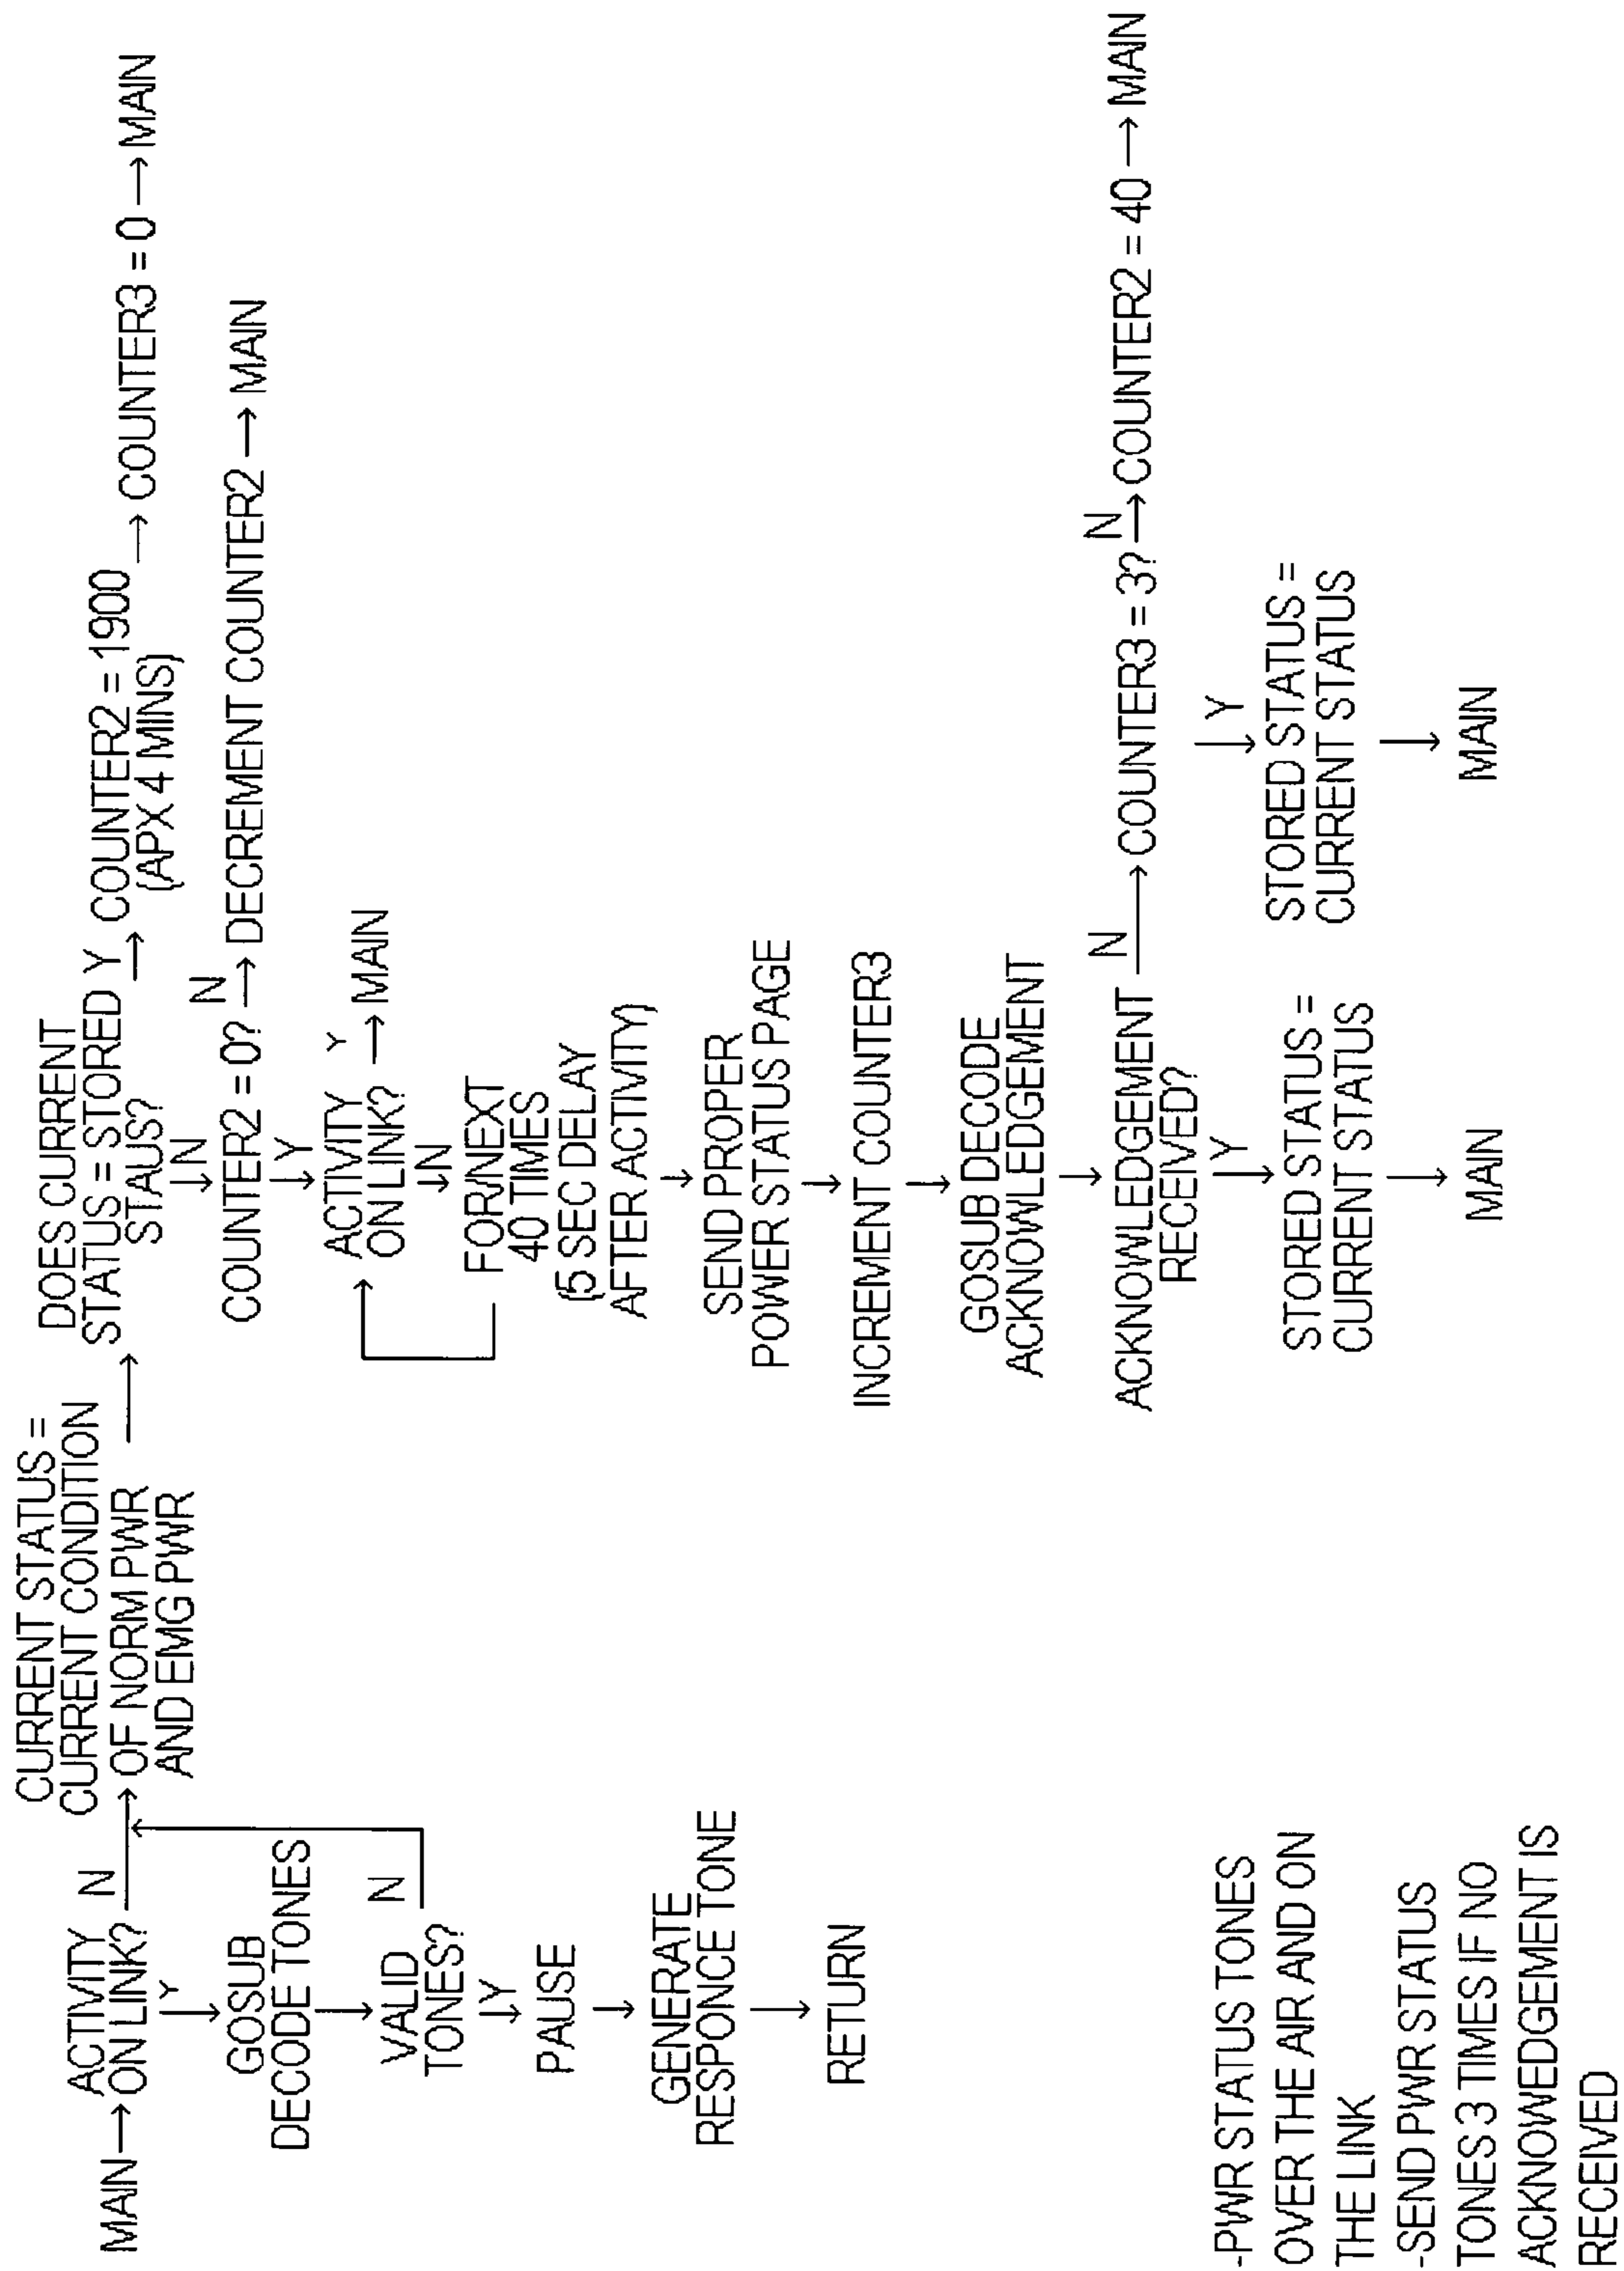 MAIN
ACTIVITY
ON LINK?
N
Y
GOSUB
DECODE TONES
VALID
TONES?
N
Y
PAUSE
GENERATE
RESPONCE TONE
RETURN
CURRENT STATUS =
CURRENT CONDITION
OF NORM PWR
AND EMG PWR
DOES CURRENT
STATUS = STORED
STAUS?
Y
COUNTER2 = 1900
(APX 4 MINS)
COUNTER3 = 0
MAIN
N
COUNTER2 = 0?
N
DECREMENT COUNTER2
MAIN
Y
ACTIVITY
ON LINK?
Y
MAIN
N
FOR/NEXT
40 TIMES
(5 SEC DELAY
AFTER ACTIVITY)
SEND PROPER
POWER STATUS PAGE
INCREMENT COUNTER3
GOSUB DECODE
ACKNOWLEDGEMENT
ACKNOWLEDGEMENT
RECEIVED?
N
COUNTER3 = 3?
N
COUNTER2 = 40
MAIN
Y
STORED STATUS =
CURRENT STATUS
MAIN
Y
STORED STATUS =
CURRENT STATUS
MAIN
-PWR STATUS TONES
OVER THE AIR AND ON
THE LINK
-SEND PWR STATUS
TONES 3 TIMES IF NO
ACKNOWEDGEMENT IS
RECEIVED